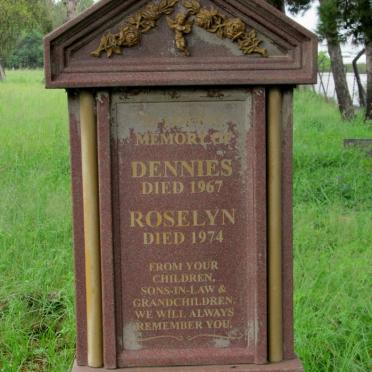 MEMORY OF
DENNIES
DIED 1967
ROSELYN
DIED 1974
FROM YOUR
CHILDREN,
SONS-IN-LAW &
GRANDCHILDREN.
WE WILL ALWAYS
REMEMBER YOU.